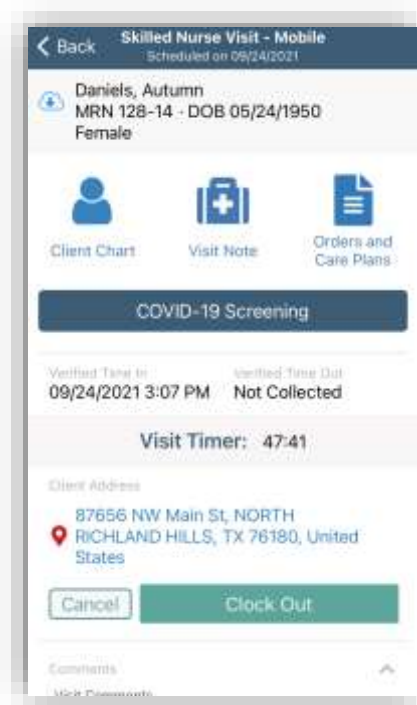 Back
Skilled Nurse Visit - Mobile
Scheduled on 09/24/2021
Daniels, Autumn
MRN 128-14 - DOB 05/24/1950
Female
Client Chart
Visit Note
Orders and
Care Plans
COVID-19 Screening
Verified Time In
Verified Time Out
09/24/2021 3:07 PM
Not Collected
Visit Timer: 47:41
Client Address
87656 NW Main St, NORTH
RICHLAND HILLS, TX 76180, United
States
Cancel
Clock Out
Comments
Visit Comments